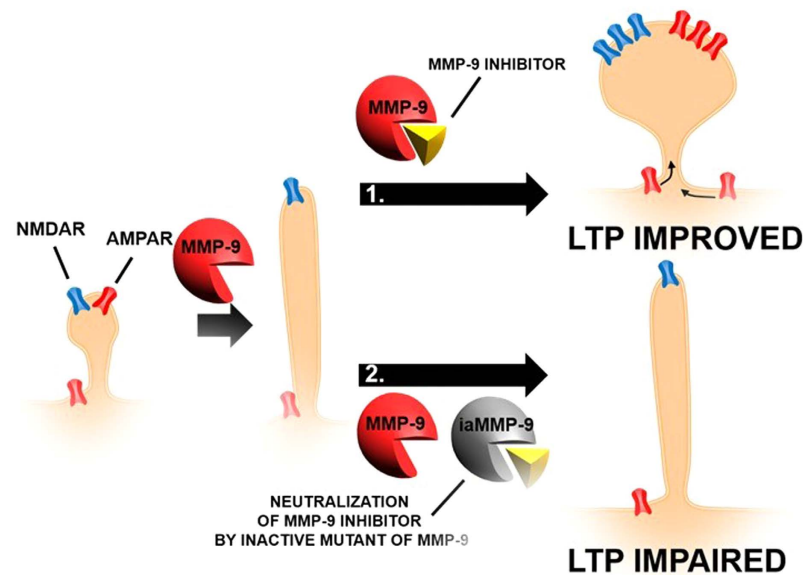 MMP-9 INHIBITOR
MMP-9
1.
LTP IMPROVED
NMDAR
AMPAR
MMP-9
2.
MMP-9
iaMMP-9
NEUTRALIZATION
OF MMP-9 INHIBITOR
BY INACTIVE MUTANT OF MMP-9
LTP IMPAIRED